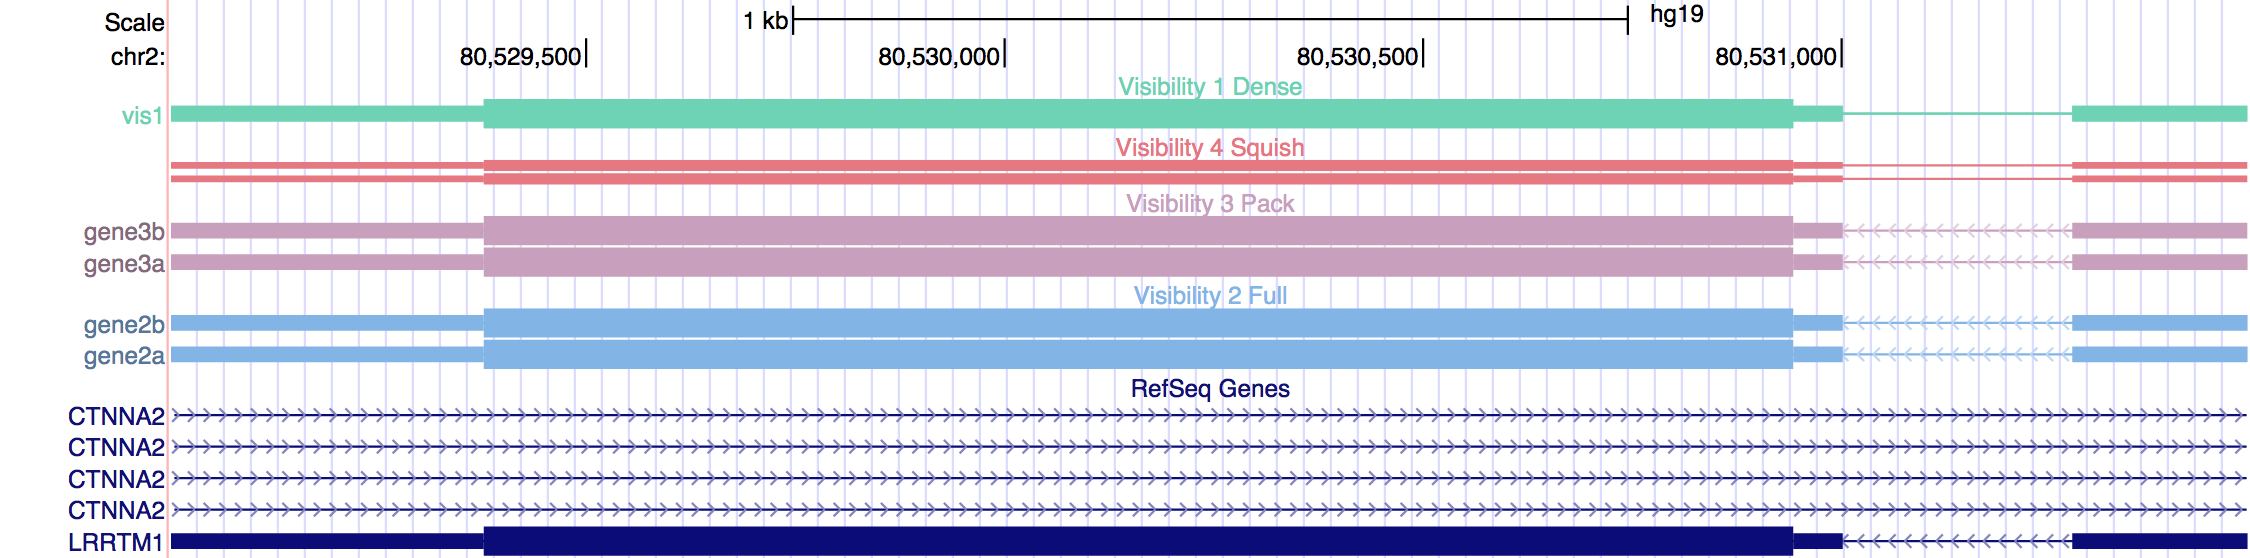 Scale 1 kb hg19
chr2: 80,529,500 80,530,000 80,530,500 80,531,000
Visibility 1 Dense
vis1
Visibility 4 Squish
Visibility 3 Pack
gene3b
gene3a
Visibility 2 Full
gene2b
gene2a
RefSeq Genes
CTNNA2
CTNNA2
CTNNA2
CTNNA2
LRRTM1